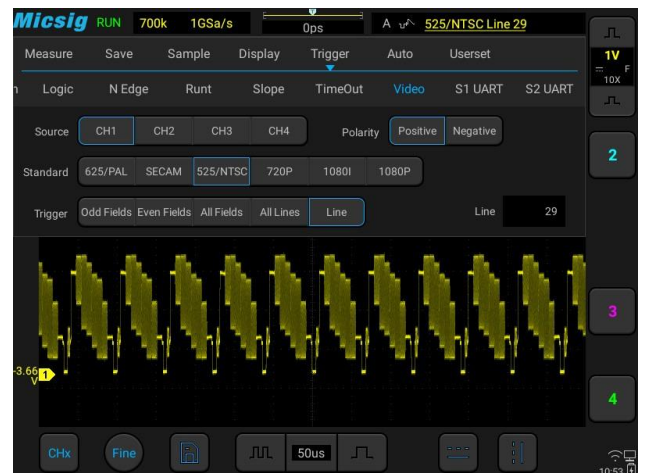 Micsig RUN 700k 1GSa/s 0ps A 525/NTSC Line 29
Measure Save Sample Display Trigger Auto Userset
Logic N Edge Runt Slope TimeOut Video S1 UART S2 UART
Source CH1 CH2 CH3 CH4 Polarity Positive Negative
Standard 625/PAL SECAM 525/NTSC 720P 1080I 1080P
Trigger Odd Fields Even Fields All Fields All Lines Line Line 29
1V
F
10X
2
3
4
-3.66
V 1
CHx Fine 50us
10:53